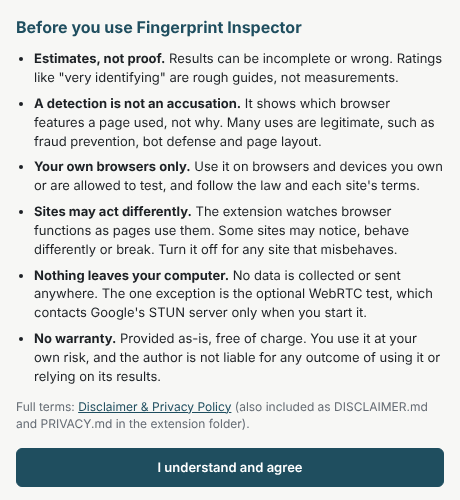 Before you use Fingerprint Inspector
• Estimates, not proof. Results can be incomplete or wrong. Ratings
like "very identifying" are rough guides, not measurements.
• A detection is not an accusation. It shows which browser
features a page used, not why. Many uses are legitimate, such as
fraud prevention, bot defense and page layout.
• Your own browsers only. Use it on browsers and devices you own
or are allowed to test, and follow the law and each site's terms.
• Sites may act differently. The extension watches browser
functions as pages use them. Some sites may notice, behave
differently or break. Turn it off for any site that misbehaves.
• Nothing leaves your computer. No data is collected or sent
anywhere. The one exception is the optional WebRTC test, which
contacts Google's STUN server only when you start it.
• No warranty. Provided as-is, free of charge. You use it at your
own risk, and the author is not liable for any outcome of using it or
relying on its results.
Full terms: Disclaimer & Privacy Policy (also included as DISCLAIMER.md
and PRIVACY.md in the extension folder).
I understand and agree